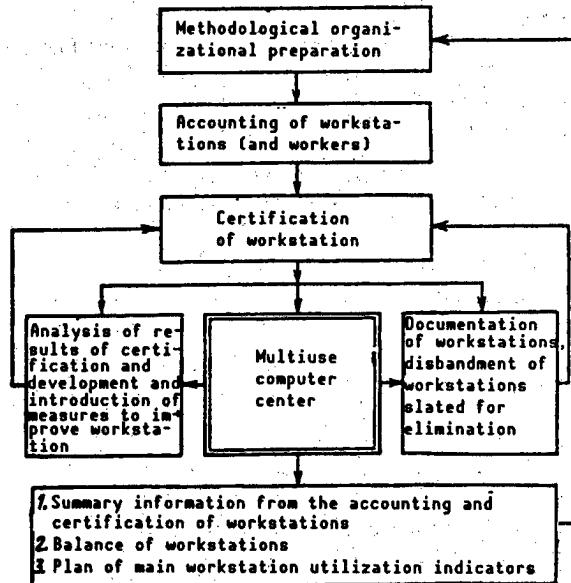 Methodological organi-
zational preparation
Accounting of worksta-
tions (and workers)
Certification
of workstation
Analysis of re-
sults of certi-
fication and
development and
introduction of
measures to im-
prove worksta-
tion
Multiuse
computer
center
Documentation
of workstations,
disbandment of
workstations
slated for
elimination
1. Summary information from the accounting and
certification of workstations
2. Balance of workstations
3. Plan of main workstation utilization indicators